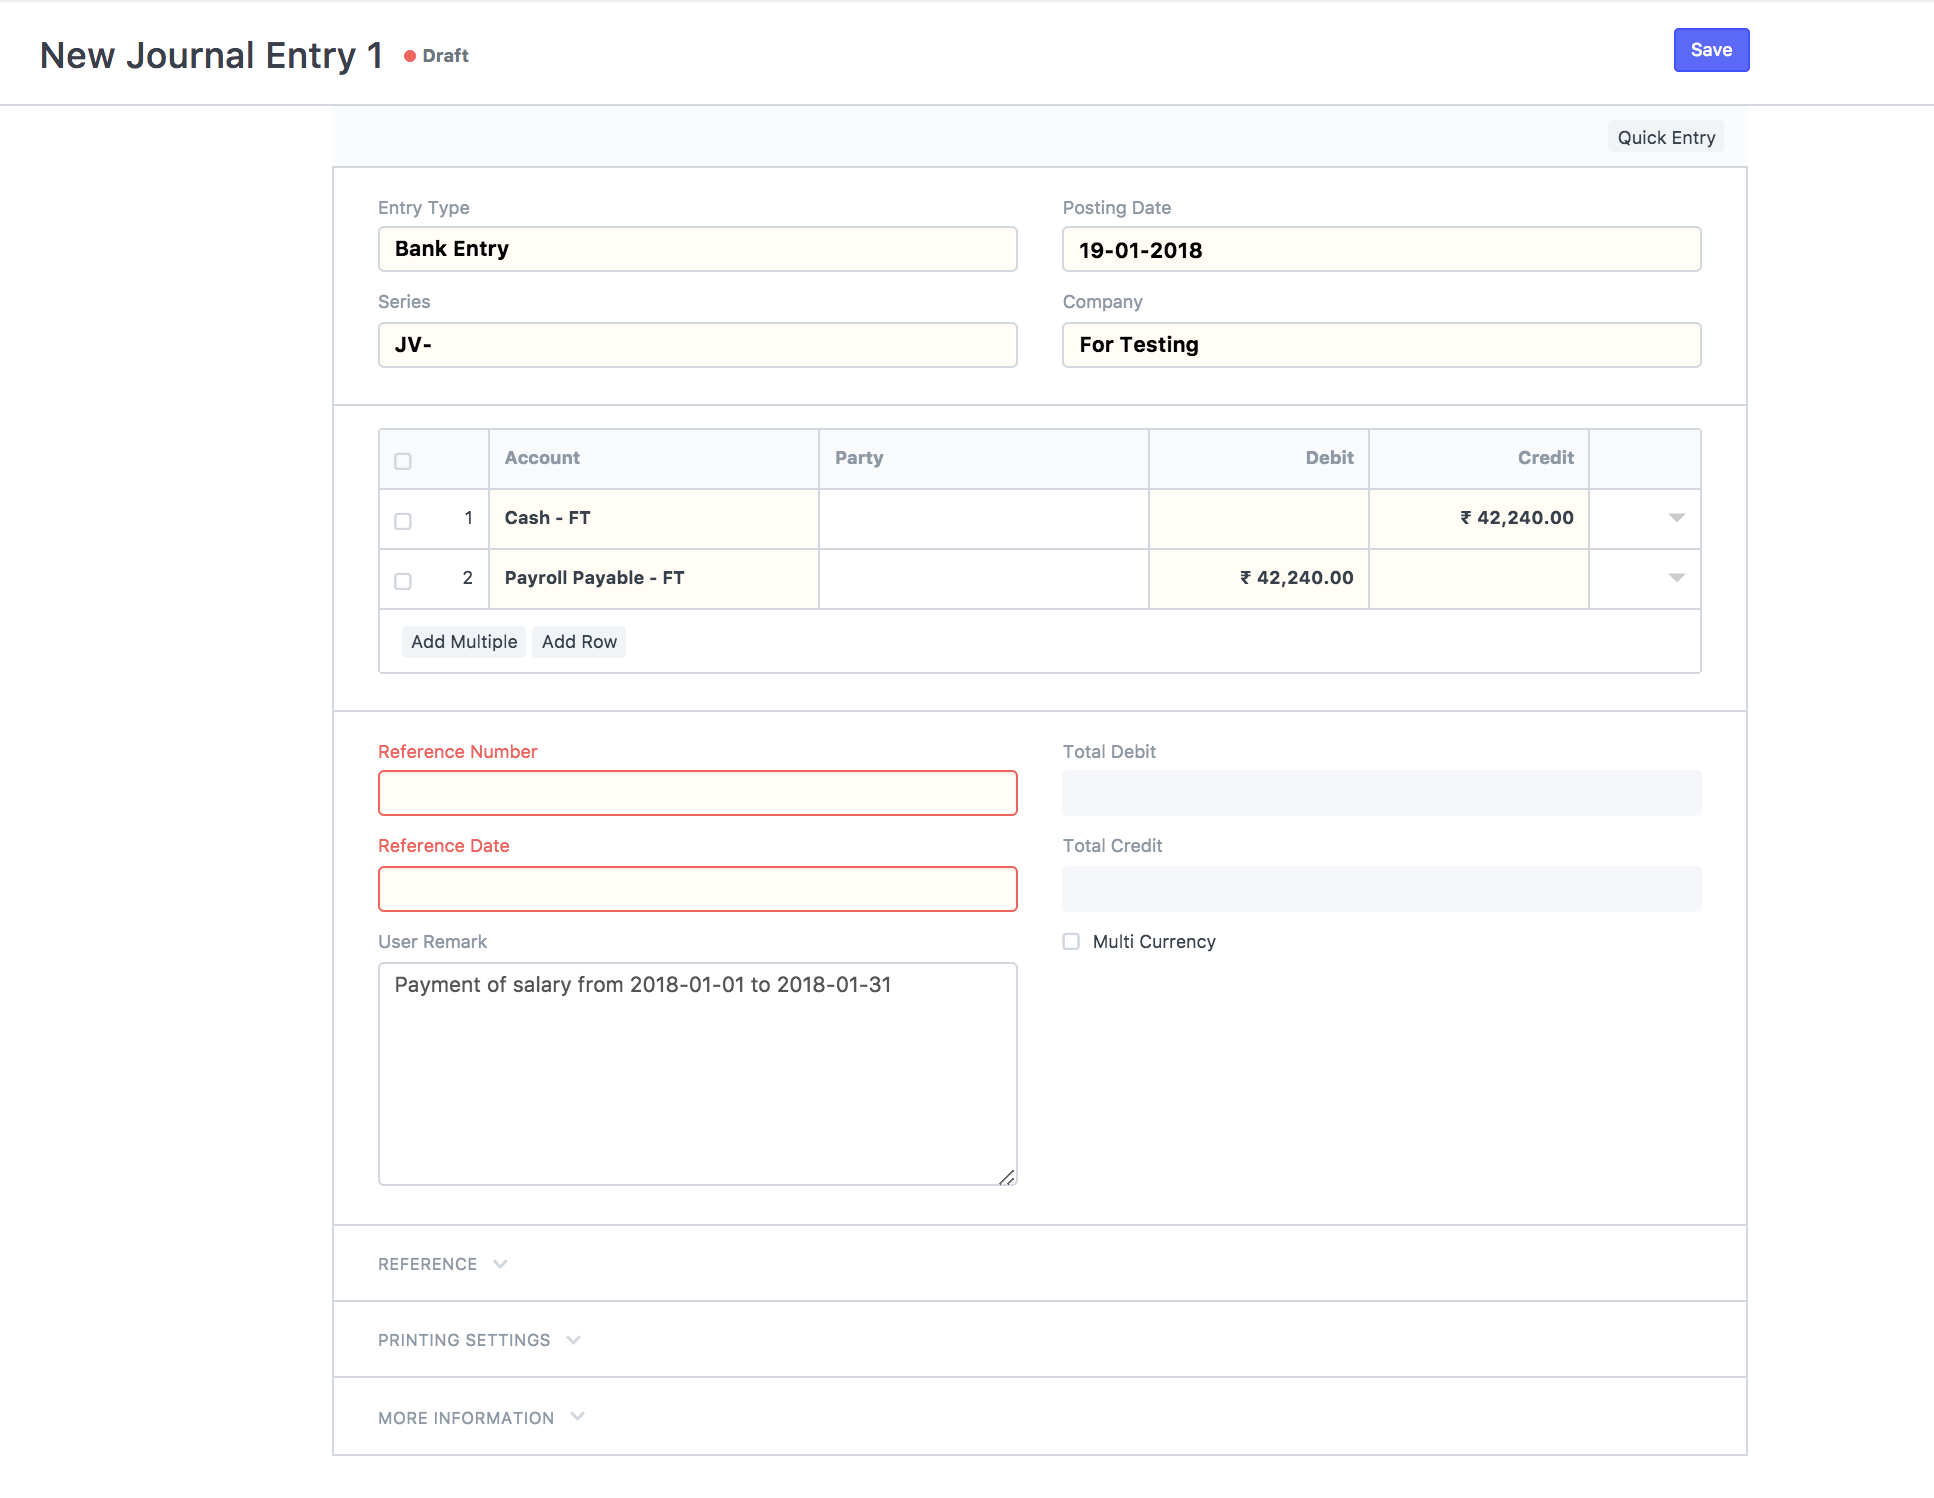 New Journal Entry 1 Draft Save
Quick Entry
Entry Type
Bank Entry
Posting Date
19-01-2018
Series
JV-
Company
For Testing
Account Party Debit Credit
1 Cash - FT ₹ 42,240.00
2 Payroll Payable - FT ₹ 42,240.00
Add Multiple Add Row
Reference Number
Total Debit
Reference Date
Total Credit
User Remark
Payment of salary from 2018-01-01 to 2018-01-31
Multi Currency
REFERENCE
PRINTING SETTINGS
MORE INFORMATION